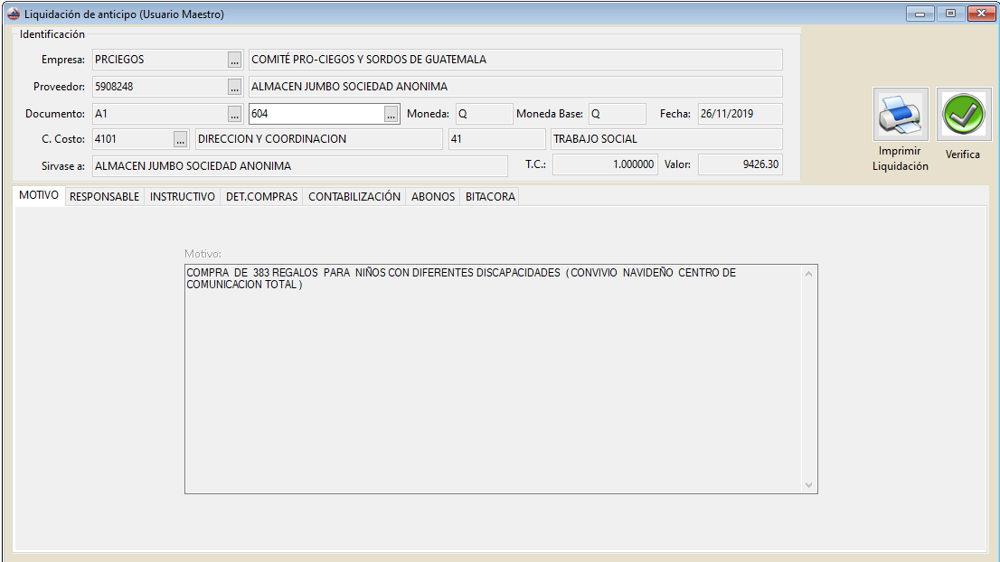 Liquidación de anticipo (Usuario Maestro)
Identificación
Empresa: PRCIEGOS ... COMITÉ PRO-CIEGOS Y SORDOS DE GUATEMALA
Proveedor: 5908248 ... ALMACEN JUMBO SOCIEDAD ANONIMA
Documento: A1 ... 604 ... Moneda: Q Moneda Base: Q Fecha: 26/11/2019
C. Costo: 4101 ... DIRECCION Y COORDINACION 41 TRABAJO SOCIAL
Sirvase a: ALMACEN JUMBO SOCIEDAD ANONIMA T.C.: 1.000000 Valor: 9426.30
Imprimir
Liquidación
Verifica
MOTIVO RESPONSABLE INSTRUCTIVO DET.COMPRAS CONTABILIZACIÓN ABONOS BITACORA
Motivo:
COMPRA DE 383 REGALOS PARA NIÑOS CON DIFERENTES DISCAPACIDADES ( CONVIVIO NAVIDEÑO CENTRO DE
COMUNICACION TOTAL )